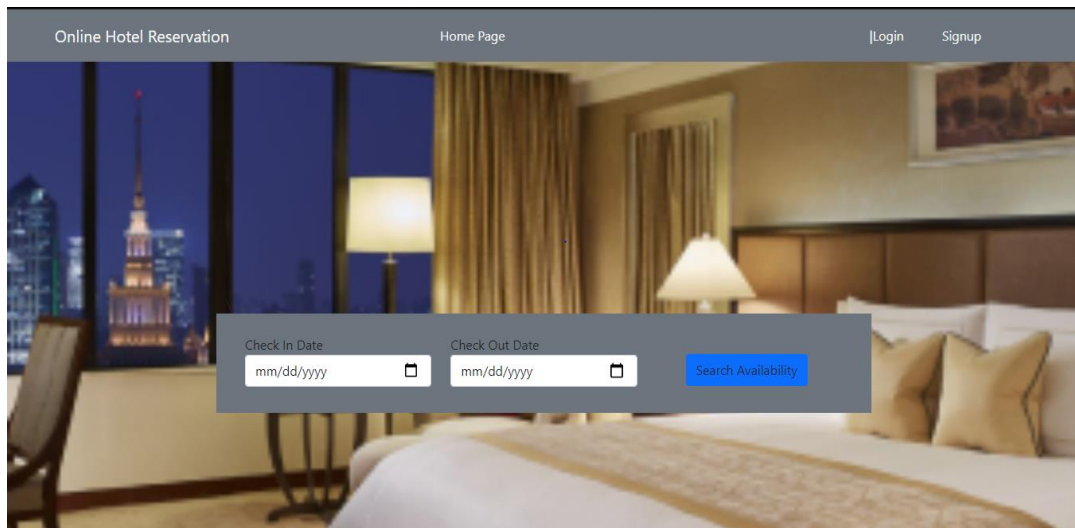 Online Hotel Reservation Home Page |Login Signup
Check In Date Check Out Date
mm/dd/yyyy mm/dd/yyyy Search Availability